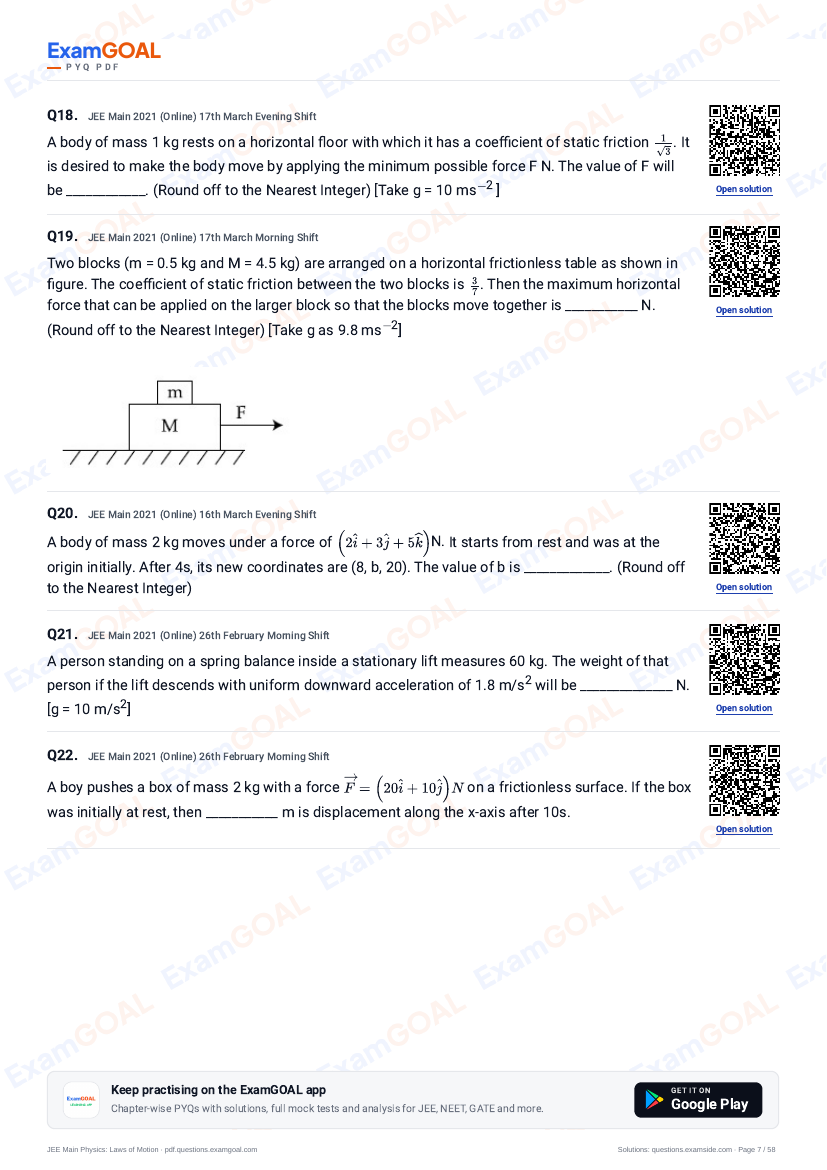 ExamGOAL
PYQ PDF
Q18. JEE Main 2021 (Online) 17th March Evening Shift
A body of mass 1 kg rests on a horizontal floor with which it has a coefficient of static friction 1/√3. It
is desired to make the body move by applying the minimum possible force F N. The value of F will
be ____________. (Round off to the Nearest Integer) [Take g = 10 ms⁻² ]
Open solution
Q19. JEE Main 2021 (Online) 17th March Morning Shift
Two blocks (m = 0.5 kg and M = 4.5 kg) are arranged on a horizontal frictionless table as shown in
figure. The coefficient of static friction between the two blocks is 3/7. Then the maximum horizontal
force that can be applied on the larger block so that the blocks move together is ___________ N.
(Round off to the Nearest Integer) [Take g as 9.8 ms⁻²]
Open solution
m
M
F
Q20. JEE Main 2021 (Online) 16th March Evening Shift
A body of mass 2 kg moves under a force of (2î + 3ĵ + 5k̂)N. It starts from rest and was at the
origin initially. After 4s, its new coordinates are (8, b, 20). The value of b is _____________. (Round off
to the Nearest Integer)
Open solution
Q21. JEE Main 2021 (Online) 26th February Morning Shift
A person standing on a spring balance inside a stationary lift measures 60 kg. The weight of that
person if the lift descends with uniform downward acceleration of 1.8 m/s² will be ______________ N.
[g = 10 m/s²]
Open solution
Q22. JEE Main 2021 (Online) 26th February Morning Shift
A boy pushes a box of mass 2 kg with a force F⃗ = (20î + 10ĵ) N on a frictionless surface. If the box
was initially at rest, then ___________ m is displacement along the x-axis after 10s.
Open solution
ExamGOAL
Keep practising on the ExamGOAL app
Chapter-wise PYQs with solutions, full mock tests and analysis for JEE, NEET, GATE and more.
GET IT ON
Google Play
JEE Main Physics: Laws of Motion · pdf.questions.examgoal.com
Solutions: questions.examside.com · Page 7 / 58